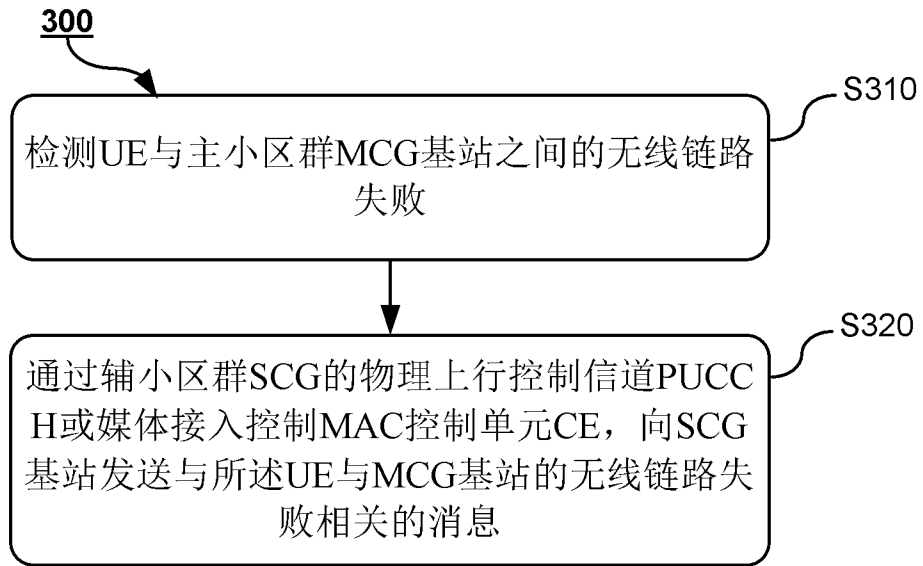 300
S310
检测UE与主小区群MCG基站之间的无线链路
失败
S320
通过辅小区群SCG的物理上行控制信道PUCC
H或媒体接入控制MAC控制单元CE，向SCG
基站发送与所述UE与MCG基站的无线链路失
败相关的消息